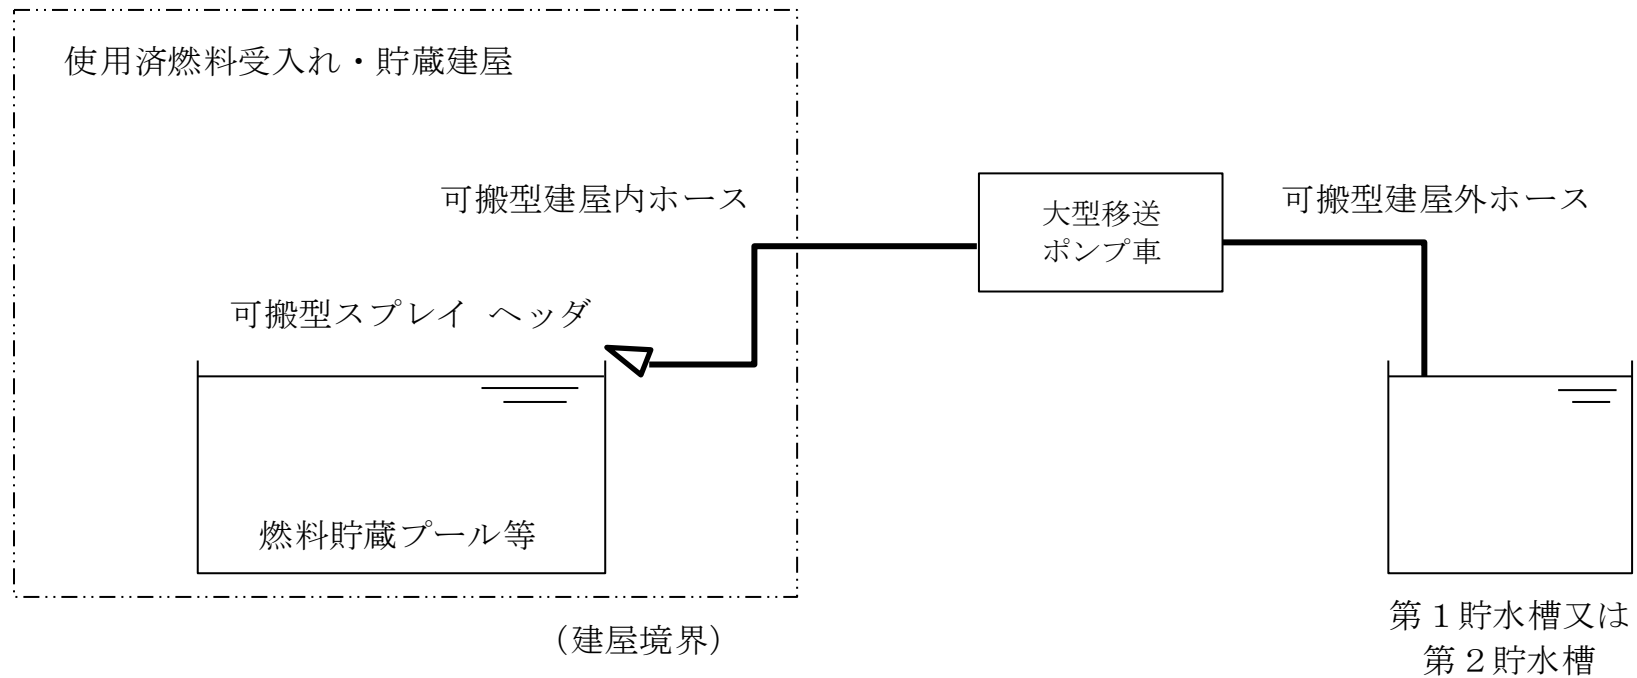 使用済燃料受入れ・貯蔵建屋
可搬型建屋内ホース
大型移送
ポンプ車
可搬型建屋外ホース
可搬型スプレイ ヘッダ
燃料貯蔵プール等
(建屋境界)
第1貯水槽又は
第2貯水槽